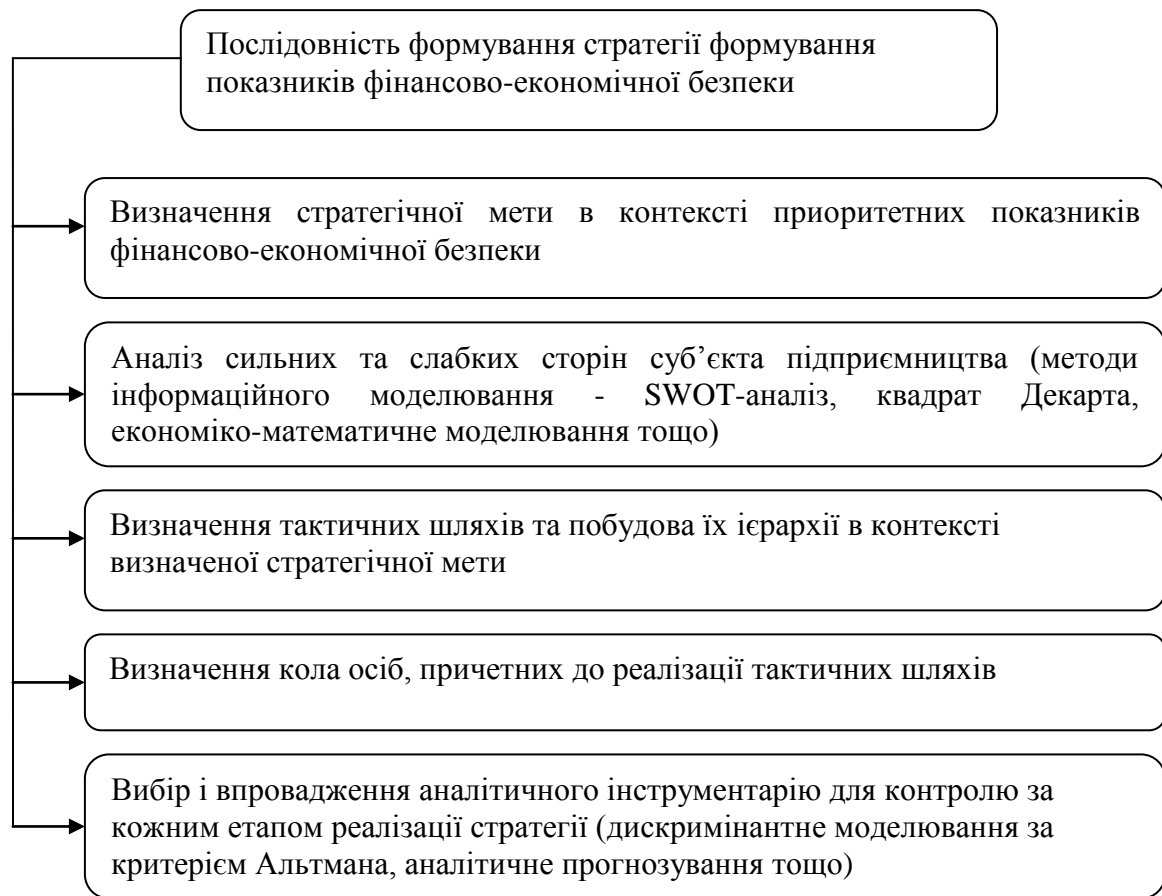 Послідовність формування стратегії формування
показників фінансово-економічної безпеки
Визначення стратегічної мети в контексті приоритетних показників
фінансово-економічної безпеки
Аналіз сильних та слабких сторін суб’єкта підприємництва (методи
інформаційного моделювання - SWOT-аналіз, квадрат Декарта,
економіко-математичне моделювання тощо)
Визначення тактичних шляхів та побудова їх ієрархії в контексті
визначеної стратегічної мети
Визначення кола осіб, причетних до реалізації тактичних шляхів
Вибір і впровадження аналітичного інструментарію для контролю за
кожним етапом реалізації стратегії (дискримінантне моделювання за
критерієм Альтмана, аналітичне прогнозування тощо)